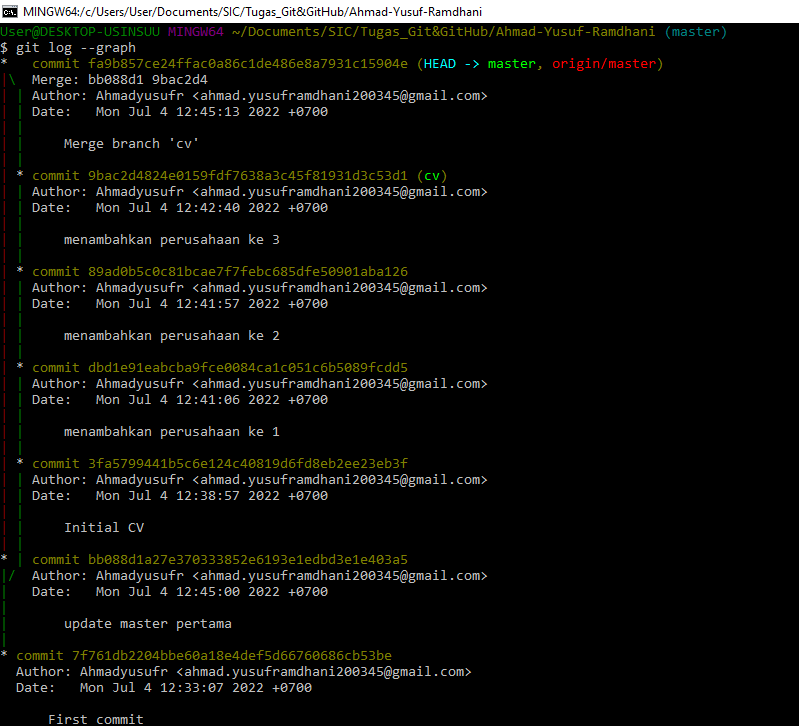 MINGW64:/c/Users/User/Documents/SIC/Tugas_Git&GitHub/Ahmad-Yusuf-Ramdhani
User@DESKTOP-USINSUU MINGW64 ~/Documents/SIC/Tugas_Git&GitHub/Ahmad-Yusuf-Ramdhani (master)
$ git log --graph
*   commit fa9b857ce24ffac0a86c1de486e8a7931c15904e (HEAD -> master, origin/master)
|\  Merge: bb088d1 9bac2d4
| | Author: Ahmadyusufr <ahmad.yusuframdhani200345@gmail.com>
| | Date:   Mon Jul 4 12:45:13 2022 +0700
| |
| |     Merge branch 'cv'
| |
| * commit 9bac2d4824e0159fdf7638a3c45f81931d3c53d1 (cv)
| | Author: Ahmadyusufr <ahmad.yusuframdhani200345@gmail.com>
| | Date:   Mon Jul 4 12:42:40 2022 +0700
| |
| |     menambahkan perusahaan ke 3
| |
| * commit 89ad0b5c0c81bcae7f7febc685dfe50901aba126
| | Author: Ahmadyusufr <ahmad.yusuframdhani200345@gmail.com>
| | Date:   Mon Jul 4 12:41:57 2022 +0700
| |
| |     menambahkan perusahaan ke 2
| |
| * commit dbd1e91eabcba9fce0084ca1c051c6b5089fcdd5
| | Author: Ahmadyusufr <ahmad.yusuframdhani200345@gmail.com>
| | Date:   Mon Jul 4 12:41:06 2022 +0700
| |
| |     menambahkan perusahaan ke 1
| |
| * commit 3fa5799441b5c6e124c40819d6fd8eb2ee23eb3f
| | Author: Ahmadyusufr <ahmad.yusuframdhani200345@gmail.com>
| | Date:   Mon Jul 4 12:38:57 2022 +0700
| |
| |     Initial CV
| |
* | commit bb088d1a27e370333852e6193e1edbd3e1e403a5
|/  Author: Ahmadyusufr <ahmad.yusuframdhani200345@gmail.com>
|   Date:   Mon Jul 4 12:45:00 2022 +0700
|
|       update master pertama
|
* commit 7f761db2204bbe60a18e4def5d66760686cb53be
  Author: Ahmadyusufr <ahmad.yusuframdhani200345@gmail.com>
  Date:   Mon Jul 4 12:33:07 2022 +0700

      First commit